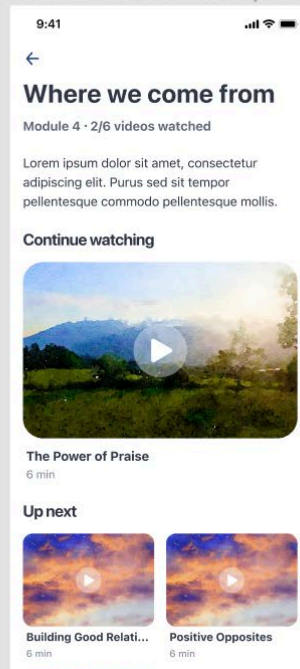 9:41
Where we come from
Module 4 · 2/6 videos watched
Lorem ipsum dolor sit amet, consectetur
adipiscing elit. Purus sed sit tempor
pellentesque commodo pellentesque mollis.
Continue watching
The Power of Praise
6 min
Up next
Building Good Relati... Positive Opposites
6 min 6 min